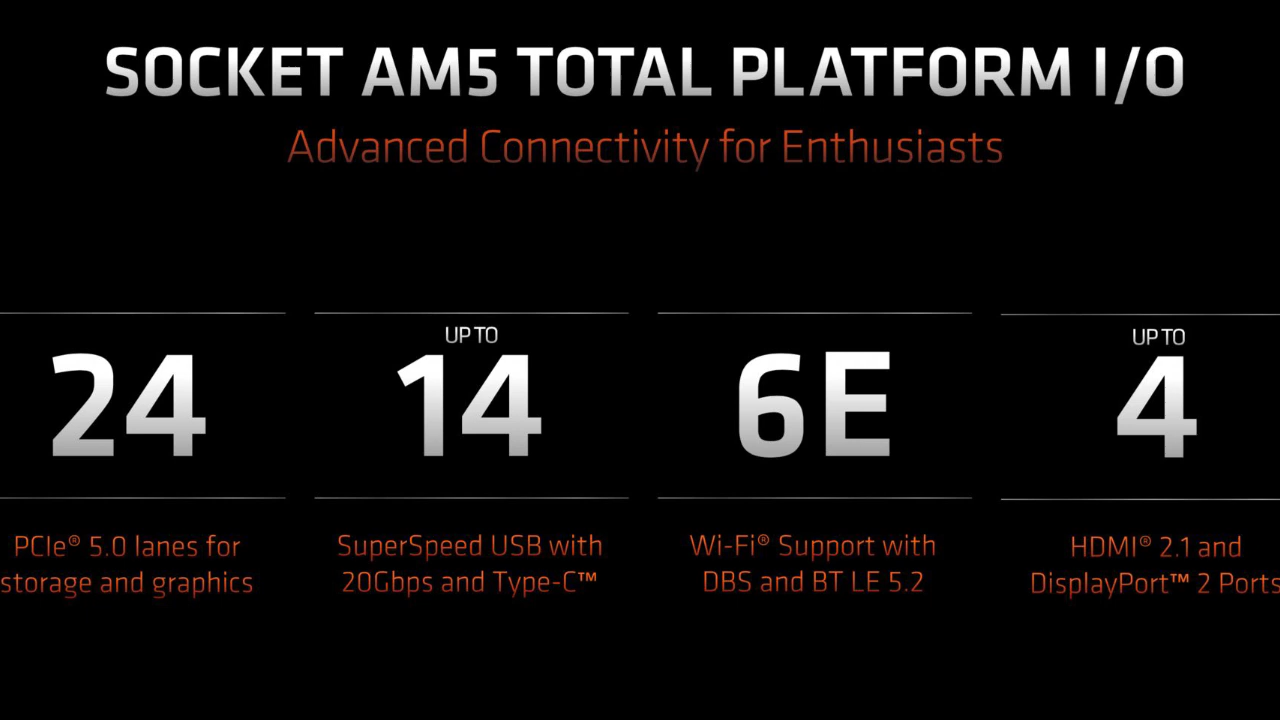 SOCKET AM5 TOTAL PLATFORM I/O
Advanced Connectivity for Enthusiasts
24
PCIe® 5.0 lanes for
storage and graphics
UP TO
14
SuperSpeed USB with
20Gbps and Type-C™
6E
Wi-Fi® Support with
DBS and BT LE 5.2
UP TO
4
HDMI® 2.1 and
DisplayPort™ 2 Ports